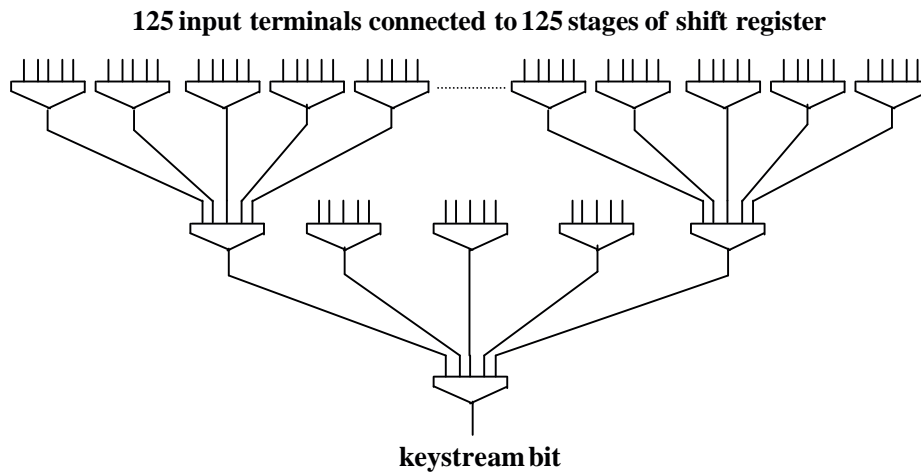 125 input terminals connected to 125 stages of shift register
keystream bit